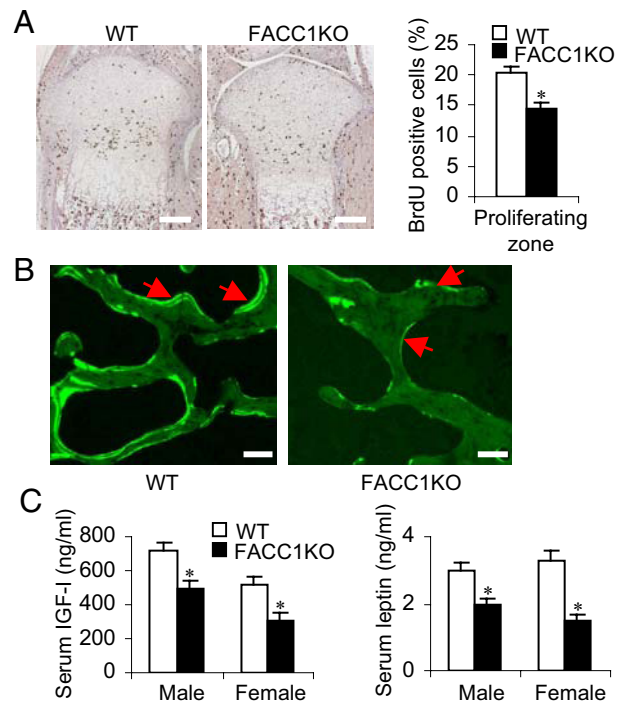 A
WT
FACC1KO
BrdU positive cells (%)
25
20
15
10
5
0
WT
FACC1KO
*
Proliferating
zone
B
WT
FACC1KO
C
Serum IGF-I (ng/ml)
800
600
400
200
0
WT
FACC1KO
*
*
Male
Female
Serum leptin (ng/ml)
4
2
0
*
*
Male
Female